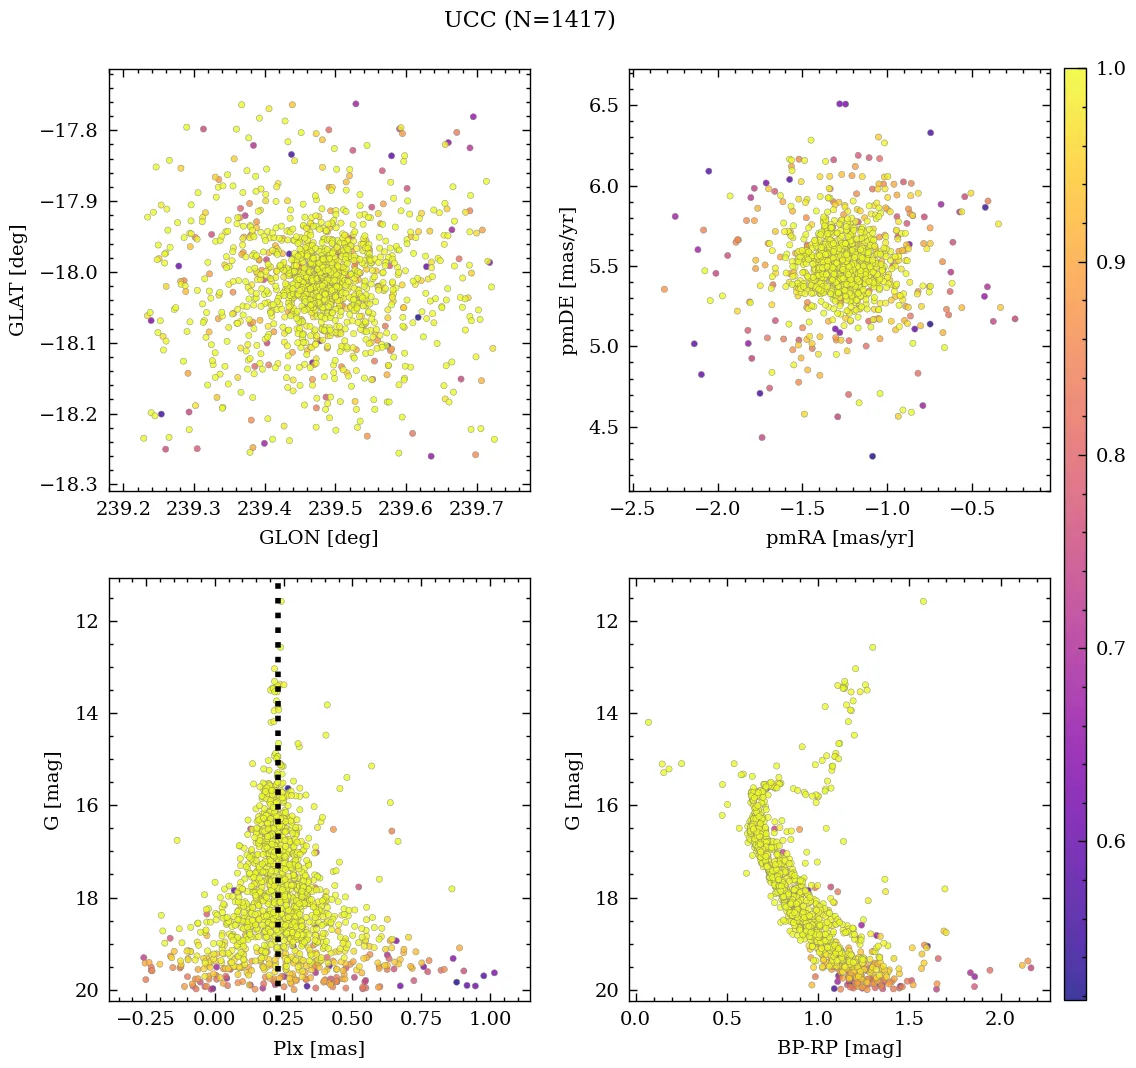 UCC (N=1417)
−17.8
−17.9
−18.0
−18.1
−18.2
−18.3
GLAT [deg]
239.2 239.3 239.4 239.5 239.6 239.7
GLON [deg]
6.5
6.0
5.5
5.0
4.5
pmDE [mas/yr]
−2.5 −2.0 −1.5 −1.0 −0.5
pmRA [mas/yr]
12
14
16
18
20
G [mag]
−0.25 0.00 0.25 0.50 0.75 1.00
Plx [mas]
12
14
16
18
20
G [mag]
0.0 0.5 1.0 1.5 2.0
BP-RP [mag]
1.0
0.9
0.8
0.7
0.6